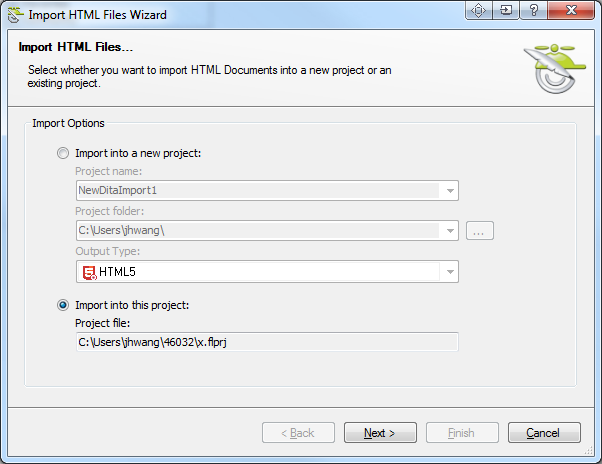 Import HTML Files Wizard
?
Import HTML Files...
Select whether you want to import HTML Documents into a new project or an
existing project.
Import Options
Import into a new project:
Project name:
NewDitaImport1
Project folder:
C:\Users\jhwang\
...
Output Type:
HTML5
Import into this project:
Project file:
C:\Users\jhwang\46032\x.flprj
< Back Next > Finish Cancel